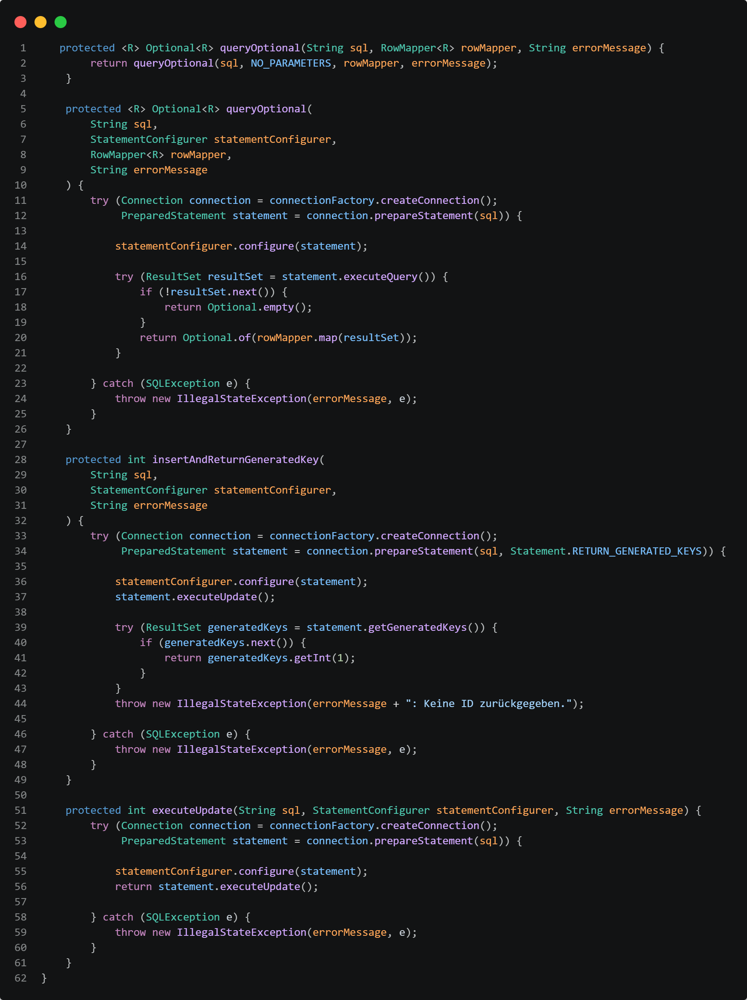 1    protected <R> Optional<R> queryOptional(String sql, RowMapper<R> rowMapper, String errorMessage) {
2        return queryOptional(sql, NO_PARAMETERS, rowMapper, errorMessage);
3    }
4
5    protected <R> Optional<R> queryOptional(
6        String sql,
7        StatementConfigurer statementConfigurer,
8        RowMapper<R> rowMapper,
9        String errorMessage
10    ) {
11        try (Connection connection = connectionFactory.createConnection();
12             PreparedStatement statement = connection.prepareStatement(sql)) {
13
14            statementConfigurer.configure(statement);
15
16            try (ResultSet resultSet = statement.executeQuery()) {
17                if (!resultSet.next()) {
18                    return Optional.empty();
19                }
20                return Optional.of(rowMapper.map(resultSet));
21            }
22
23        } catch (SQLException e) {
24            throw new IllegalStateException(errorMessage, e);
25        }
26    }
27
28    protected int insertAndReturnGeneratedKey(
29        String sql,
30        StatementConfigurer statementConfigurer,
31        String errorMessage
32    ) {
33        try (Connection connection = connectionFactory.createConnection();
34             PreparedStatement statement = connection.prepareStatement(sql, Statement.RETURN_GENERATED_KEYS)) {
35
36            statementConfigurer.configure(statement);
37            statement.executeUpdate();
38
39            try (ResultSet generatedKeys = statement.getGeneratedKeys()) {
40                if (generatedKeys.next()) {
41                    return generatedKeys.getInt(1);
42                }
43            }
44            throw new IllegalStateException(errorMessage + ": Keine ID zurückgegeben.");
45
46        } catch (SQLException e) {
47            throw new IllegalStateException(errorMessage, e);
48        }
49    }
50
51    protected int executeUpdate(String sql, StatementConfigurer statementConfigurer, String errorMessage) {
52        try (Connection connection = connectionFactory.createConnection();
53             PreparedStatement statement = connection.prepareStatement(sql)) {
54
55            statementConfigurer.configure(statement);
56            return statement.executeUpdate();
57
58        } catch (SQLException e) {
59            throw new IllegalStateException(errorMessage, e);
60        }
61    }
62 }